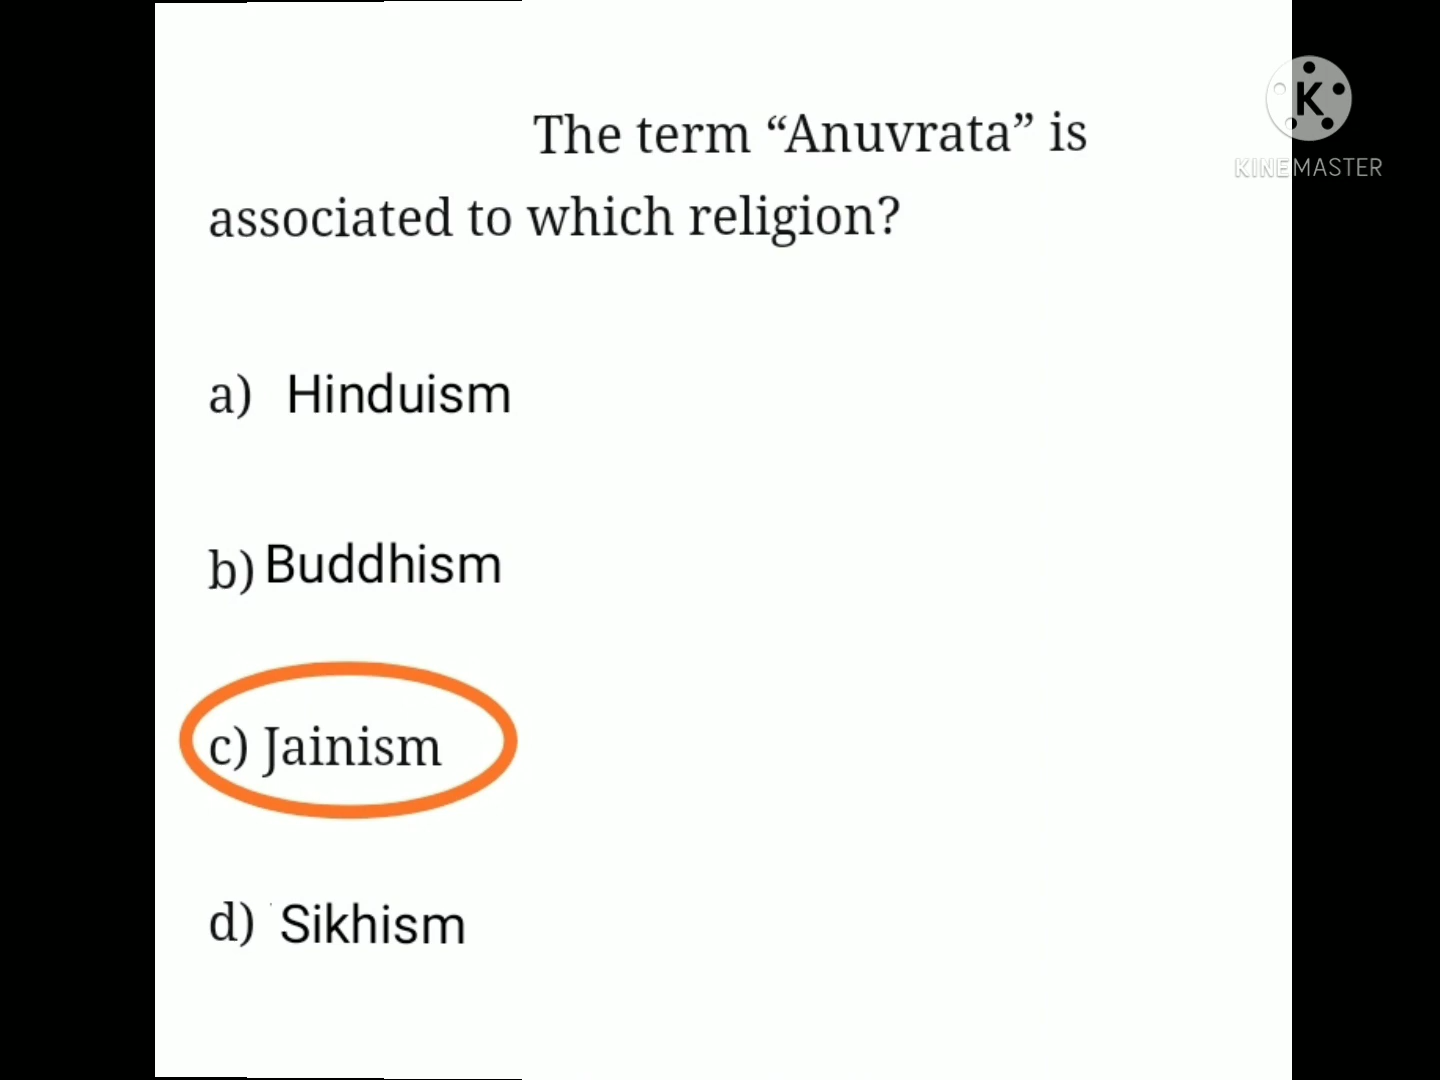 The term “Anuvrata” is
associated to which religion?
a) Hinduism
b) Buddhism
c) Jainism
d) Sikhism
K
KINEMASTER